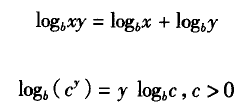 log_b xy = log_b x + log_b y
log_b ( c^y ) = y log_b c , c > 0